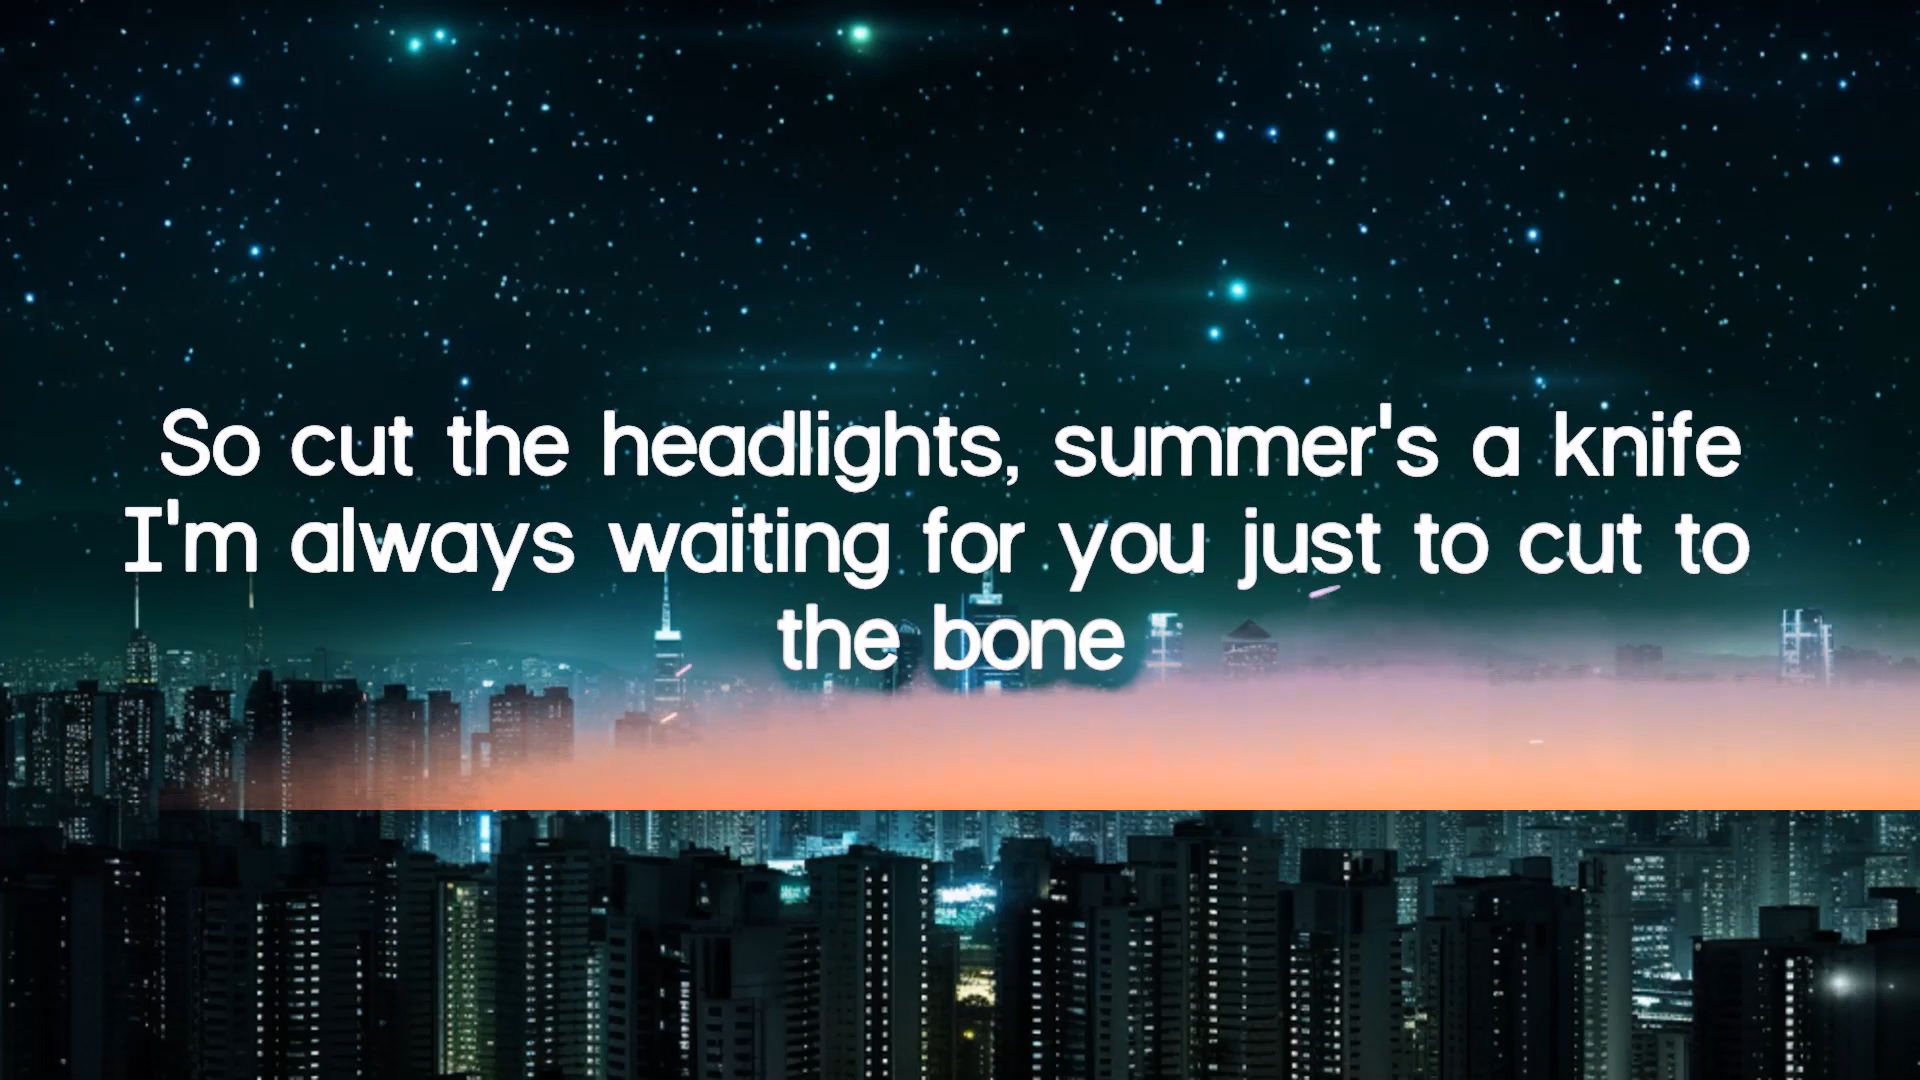 So cut the headlights, summer's a knife
I'm always waiting for you just to cut to
the bone